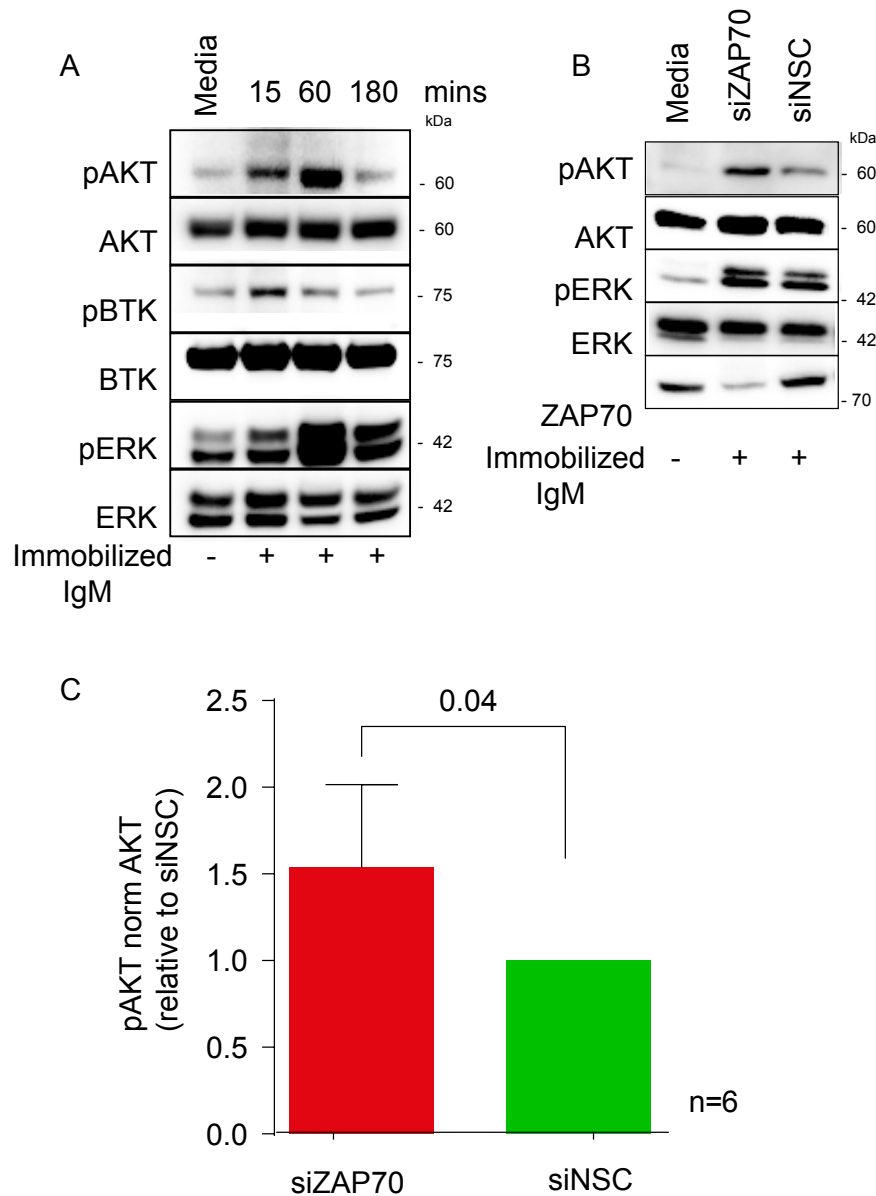 A
Media 15 60 180 mins
kDa
pAKT - 60
AKT - 60
pBTK - 75
BTK - 75
pERK - 42
ERK - 42
Immobilized - + + +
IgM
B
Media siZAP70 siNSC
kDa
pAKT - 60
AKT - 60
pERK - 42
ERK - 42
ZAP70 - 70
Immobilized - + +
IgM
C
0.04
2.5
2.0
1.5
1.0
0.5
0.0
pAKT norm AKT
(relative to siNSC)
n=6
siZAP70 siNSC